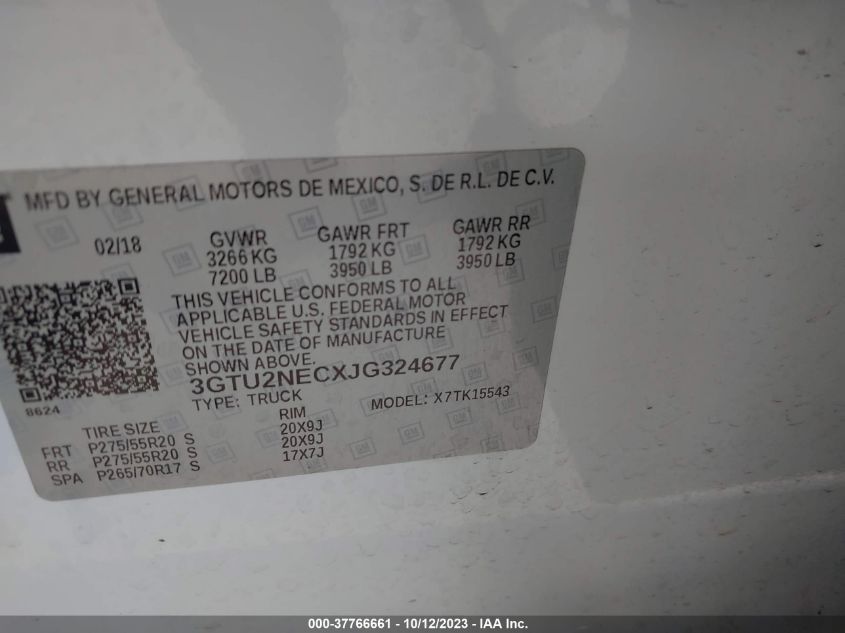 MFD BY GENERAL MOTORS DE MEXICO, S. DE R.L. DE C.V.
02/18 GVWR GAWR FRT GAWR RR
3266 KG 1792 KG 1792 KG
7200 LB 3950 LB 3950 LB
THIS VEHICLE CONFORMS TO ALL
APPLICABLE U.S. FEDERAL MOTOR
VEHICLE SAFETY STANDARDS IN EFFECT
ON THE DATE OF MANUFACTURE
SHOWN ABOVE.
3GTU2NECXJG324677
8624 TYPE: TRUCK MODEL: X7TK15543
TIRE SIZE RIM
FRT P275/55R20 S 20X9J
RR P275/55R20 S 20X9J
SPA P265/70R17 S 17X7J
000-37766661 - 10/12/2023 - IAA Inc.